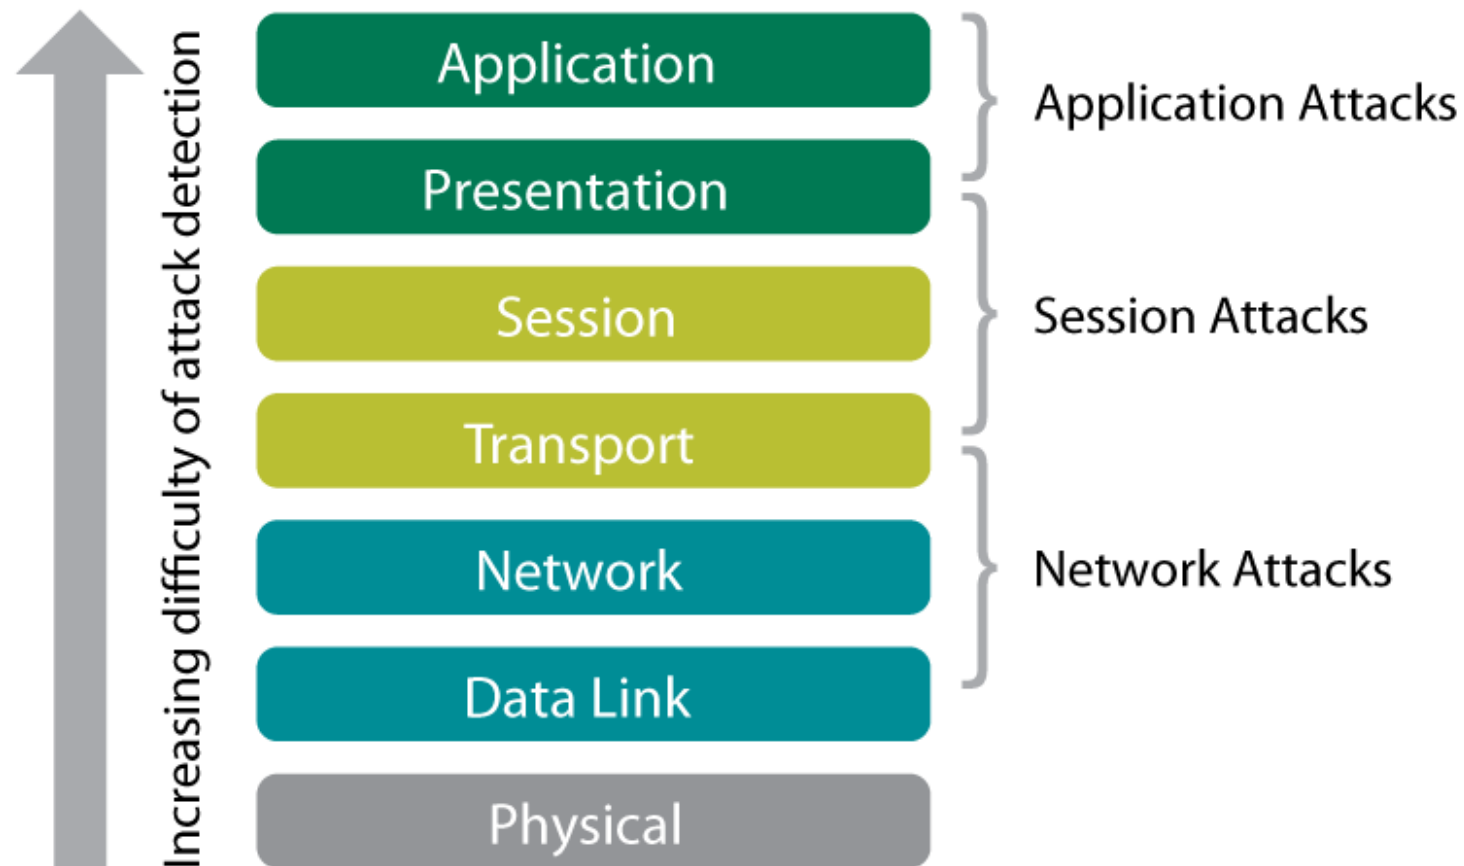 Increasing difficulty of attack detection
Application
Presentation
Session
Transport
Network
Data Link
Physical
Application Attacks
Session Attacks
Network Attacks